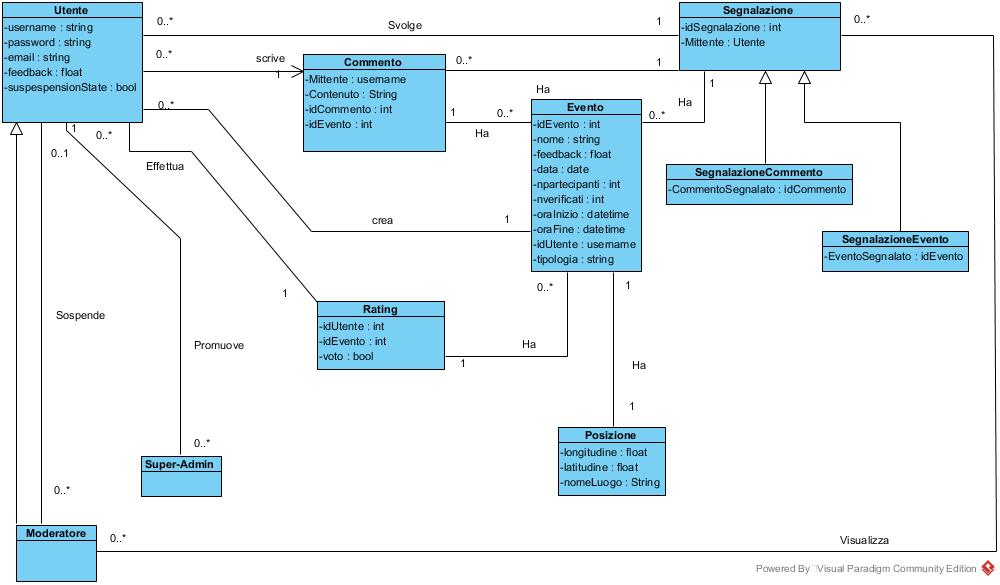 Utente
-username : string
-password : string
-email : string
-feedback : float
-suspespensionState : bool
0..*
Svolge
1
Segnalazione
-idSegnalazione : int
-Mittente : Utente
0..*
0..*
scrive
1
Commento
-Mittente : username
-Contenuto : String
-idCommento : int
-idEvento : int
0..*
1
Ha
1
Ha
0..*
Evento
-idEvento : int
-nome : string
-feedback : float
-data : date
-npartecipanti : int
-nverificati : int
-oraInizio : datetime
-oraFine : datetime
-idUtente : username
-tipologia : string
0..*
Ha
1
SegnalazioneCommento
-CommentoSegnalato : idCommento
SegnalazioneEvento
-EventoSegnalato : idEvento
0..*
crea
1
0..*
Effettua
1
1
0..1
Rating
-idUtente : int
-idEvento : int
-voto : bool
1
Ha
0..*
1
Ha
1
Posizione
-longitudine : float
-latitudine : float
-nomeLuogo : String
Sospende
0..*
Promuove
0..*
Super-Admin
Moderatore
0..*
Visualizza
Powered By Visual Paradigm Community Edition